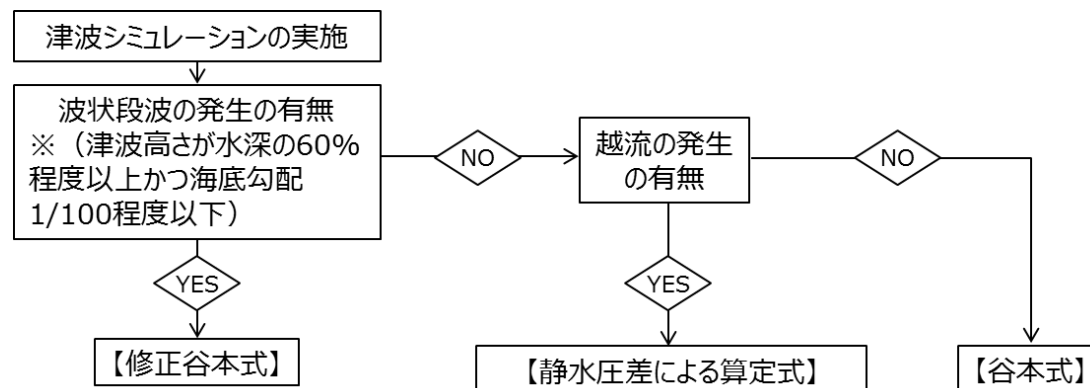 津波シミュレーションの実施
波状段波の発生の有無
※（津波高さが水深の60%
程度以上かつ海底勾配
1/100程度以下）
NO
越流の発生
の有無
NO
YES
YES
【修正谷本式】
【静水圧差による算定式】
【谷本式】